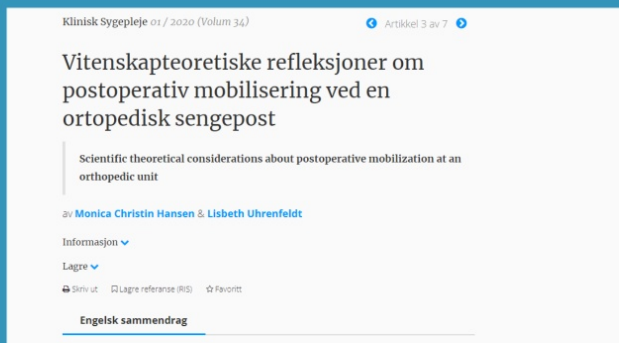 Klinisk Sygepleje 01 / 2020 (Volum 34)
Artikkel 3 av 7
Vitenskapteoretiske refleksjoner om
postoperativ mobilisering ved en
ortopedisk sengepost
Scientific theoretical considerations about postoperative mobilization at an
orthopedic unit
av Monica Christin Hansen & Lisbeth Uhrenfeldt
Informasjon
Lagre
Skriv ut Lagre referanse (RIS) Favoritt
Engelsk sammendrag